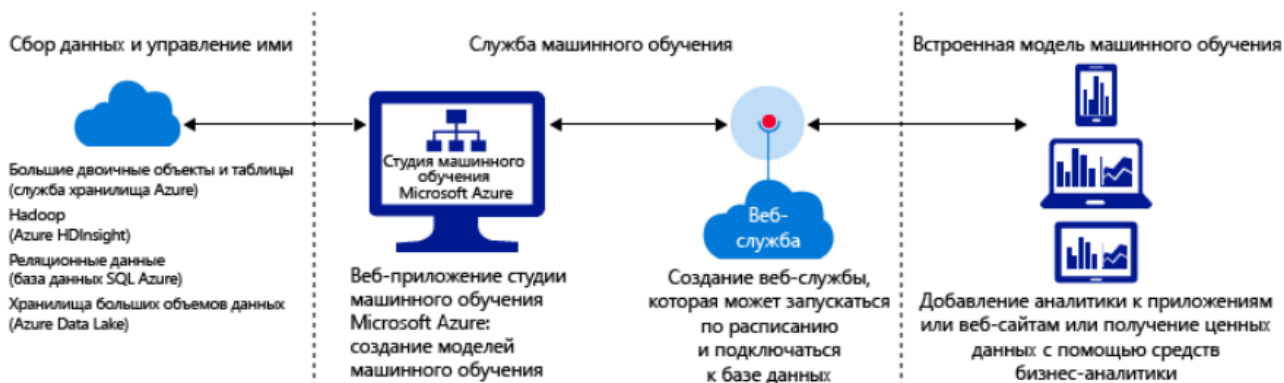 Сбор данных и управление ими
Большие двоичные объекты и таблицы
(служба хранилища Azure)
Hadoop
(Azure HDInsight)
Реляционные данные
(база данных SQL Azure)
Хранилища больших объемов данных
(Azure Data Lake)
Служба машинного обучения
Студия машинного
обучения
Microsoft Azure
Веб-приложение студии
машинного обучения
Microsoft Azure:
создание моделей
машинного обучения
Веб-
служба
Создание веб-службы,
которая может запускаться
по расписанию
и подключаться
к базе данных
Встроенная модель машинного обучения
Добавление аналитики к приложениям
или веб-сайтам или получение ценных
данных с помощью средств
бизнес-аналитики